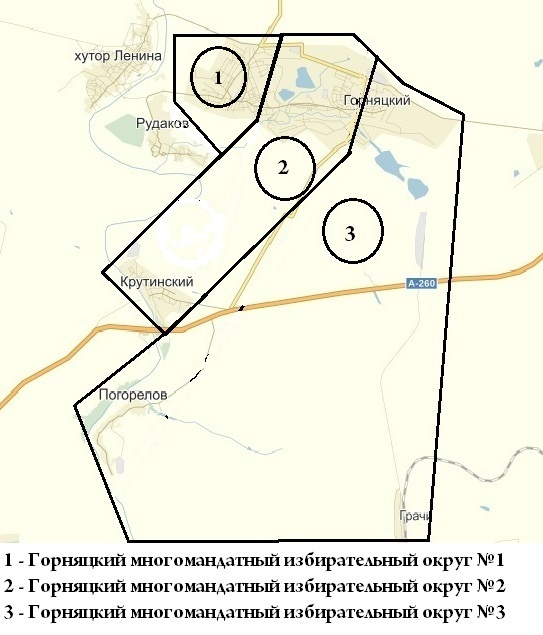 хутор Ленина
1
Горняцкий
Рудаков
2
3
Крутинский
А-260
Погорелов
Грачи
1 - Горняцкий многомандатный избирательный округ №1
2 - Горняцкий многомандатный избирательный округ №2
3 - Горняцкий многомандатный избирательный округ №3